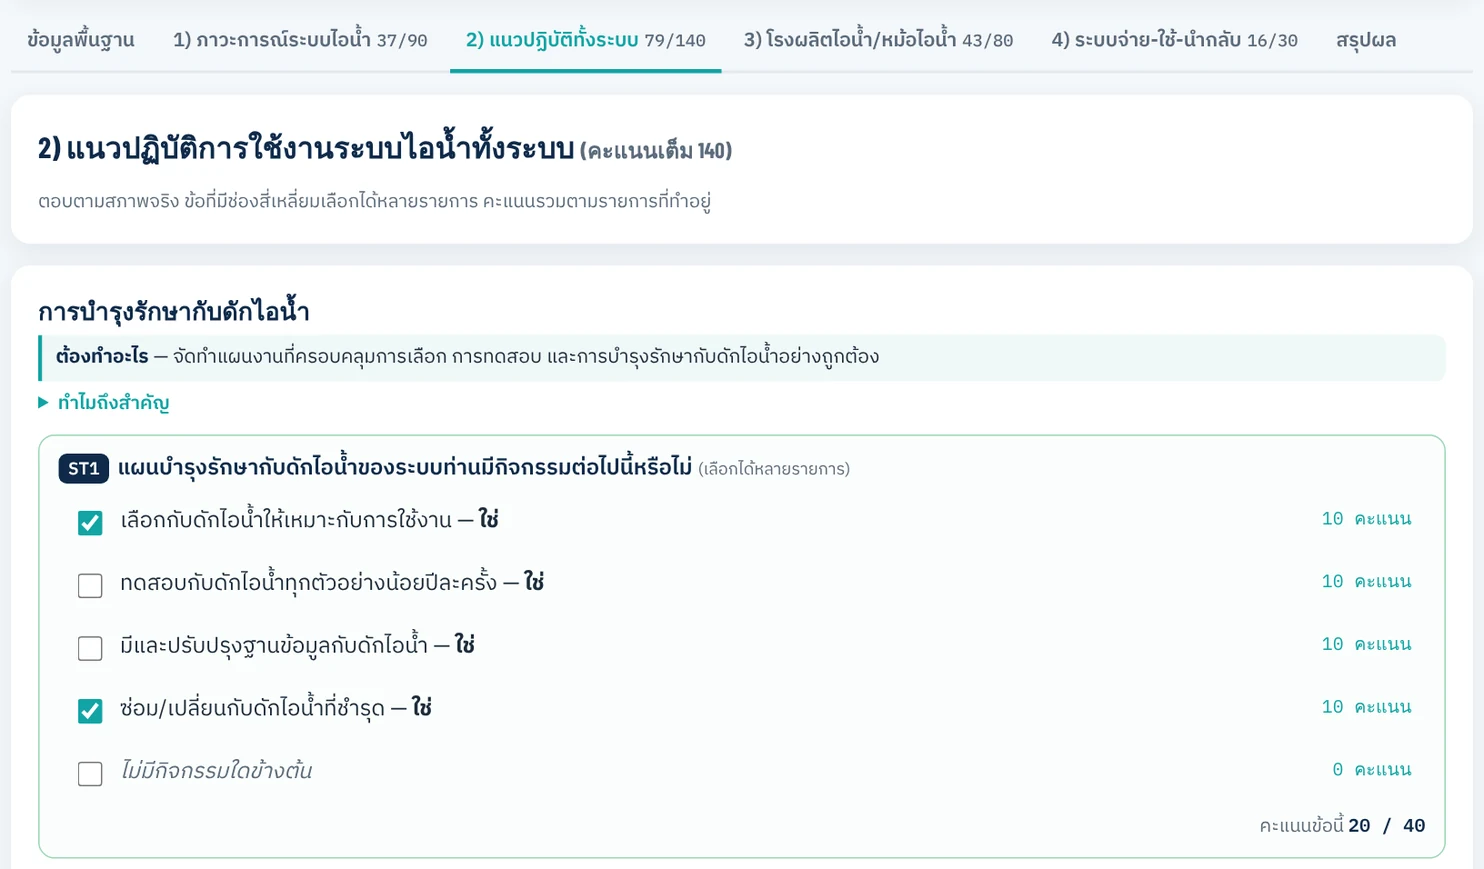 ข้อมูลพื้นฐาน 1) ภาวะการณ์ระบบไอน้ำ 37/90 2) แนวปฏิบัติทั้งระบบ 79/140 3) โรงผลิตไอน้ำ/หม้อไอน้ำ 43/80 4) ระบบจ่าย-ใช้-นำกลับ 16/30 สรุปผล
2) แนวปฏิบัติการใช้งานระบบไอน้ำทั้งระบบ (คะแนนเต็ม 140)
ตอบตามสภาพจริง ข้อที่มีช่องสี่เหลี่ยมเลือกได้หลายรายการ คะแนนรวมตามรายการที่ทำอยู่
การบำรุงรักษากับดักไอน้ำ
ต้องทำอะไร — จัดทำแผนงานที่ครอบคลุมการเลือก การทดสอบ และการบำรุงรักษากับดักไอน้ำอย่างถูกต้อง
ทำไมถึงสำคัญ
ST1 แผนบำรุงรักษากับดักไอน้ำของระบบท่านมีกิจกรรมต่อไปนี้หรือไม่ (เลือกได้หลายรายการ)
เลือกกับดักไอน้ำให้เหมาะกับการใช้งาน — ใช่ 10 คะแนน
ทดสอบกับดักไอน้ำทุกตัวอย่างน้อยปีละครั้ง — ใช่ 10 คะแนน
มีและปรับปรุงฐานข้อมูลกับดักไอน้ำ — ใช่ 10 คะแนน
ซ่อม/เปลี่ยนกับดักไอน้ำที่ชำรุด — ใช่ 10 คะแนน
ไม่มีกิจกรรมใดข้างต้น 0 คะแนน
คะแนนข้อนี้ 20 / 40